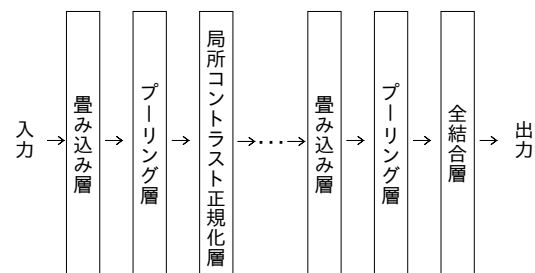 入力
畳み込み層
プーリング層
局所コントラスト正規化層
・・・
畳み込み層
プーリング層
全結合層
出力